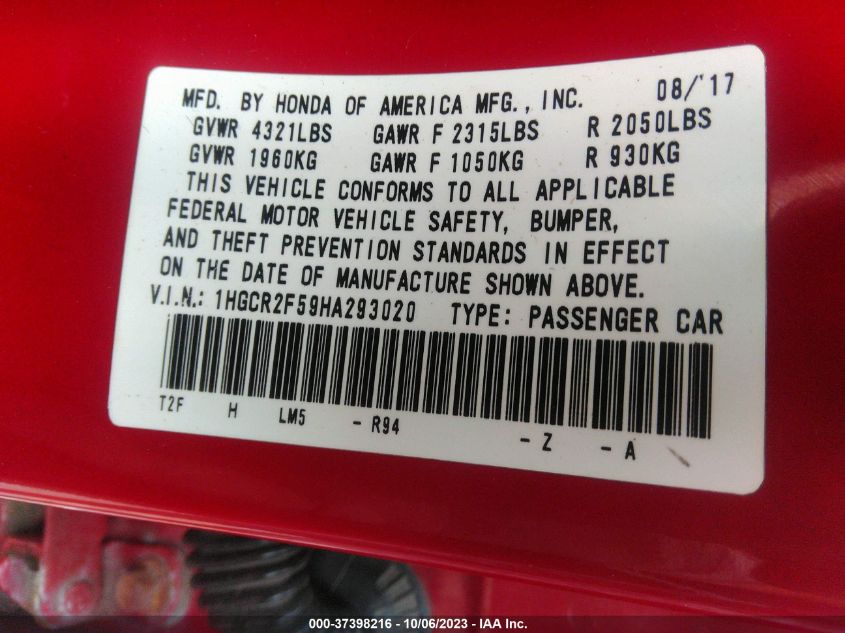 MFD. BY HONDA OF AMERICA MFG., INC. 08/'17
GVWR 4321LBS GAWR F 2315LBS R 2050LBS
GVWR 1960KG GAWR F 1050KG R 930KG
THIS VEHICLE CONFORMS TO ALL APPLICABLE
FEDERAL MOTOR VEHICLE SAFETY, BUMPER,
AND THEFT PREVENTION STANDARDS IN EFFECT
ON THE DATE OF MANUFACTURE SHOWN ABOVE.
V.I.N.: 1HGCR2F59HA293020 TYPE: PASSENGER CAR
T2F H LM5 - R94 - Z - A
000-37398216 - 10/06/2023 - IAA Inc.